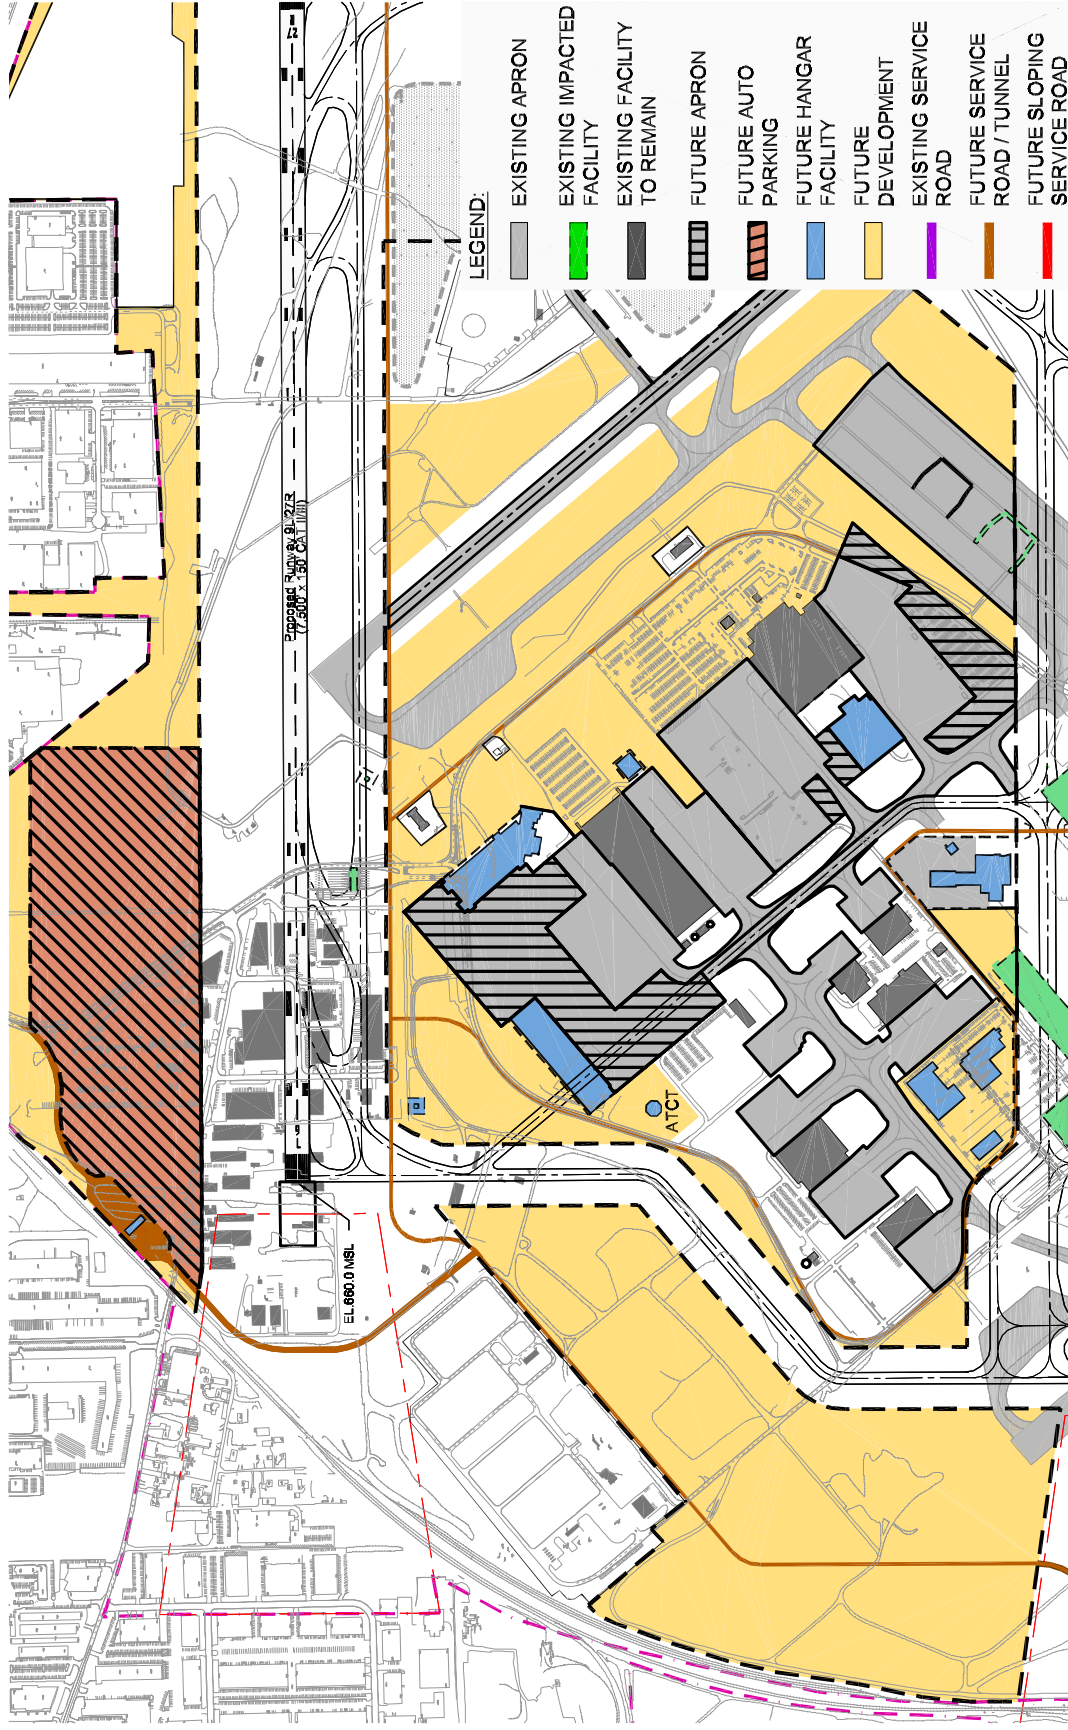 LEGEND:
EXISTING APRON
EXISTING IMPACTED
FACILITY
EXISTING FACILITY
TO REMAIN
FUTURE APRON
FUTURE AUTO
PARKING
FUTURE HANGAR
FACILITY
FUTURE
DEVELOPMENT
EXISTING SERVICE
ROAD
FUTURE SERVICE
ROAD / TUNNEL
FUTURE SLOPING
SERVICE ROAD
27
Proposed Runway 9L/27R
(7,500' x 150' CAT I/II/III)
9
ATCT
EL.660.0 MSL